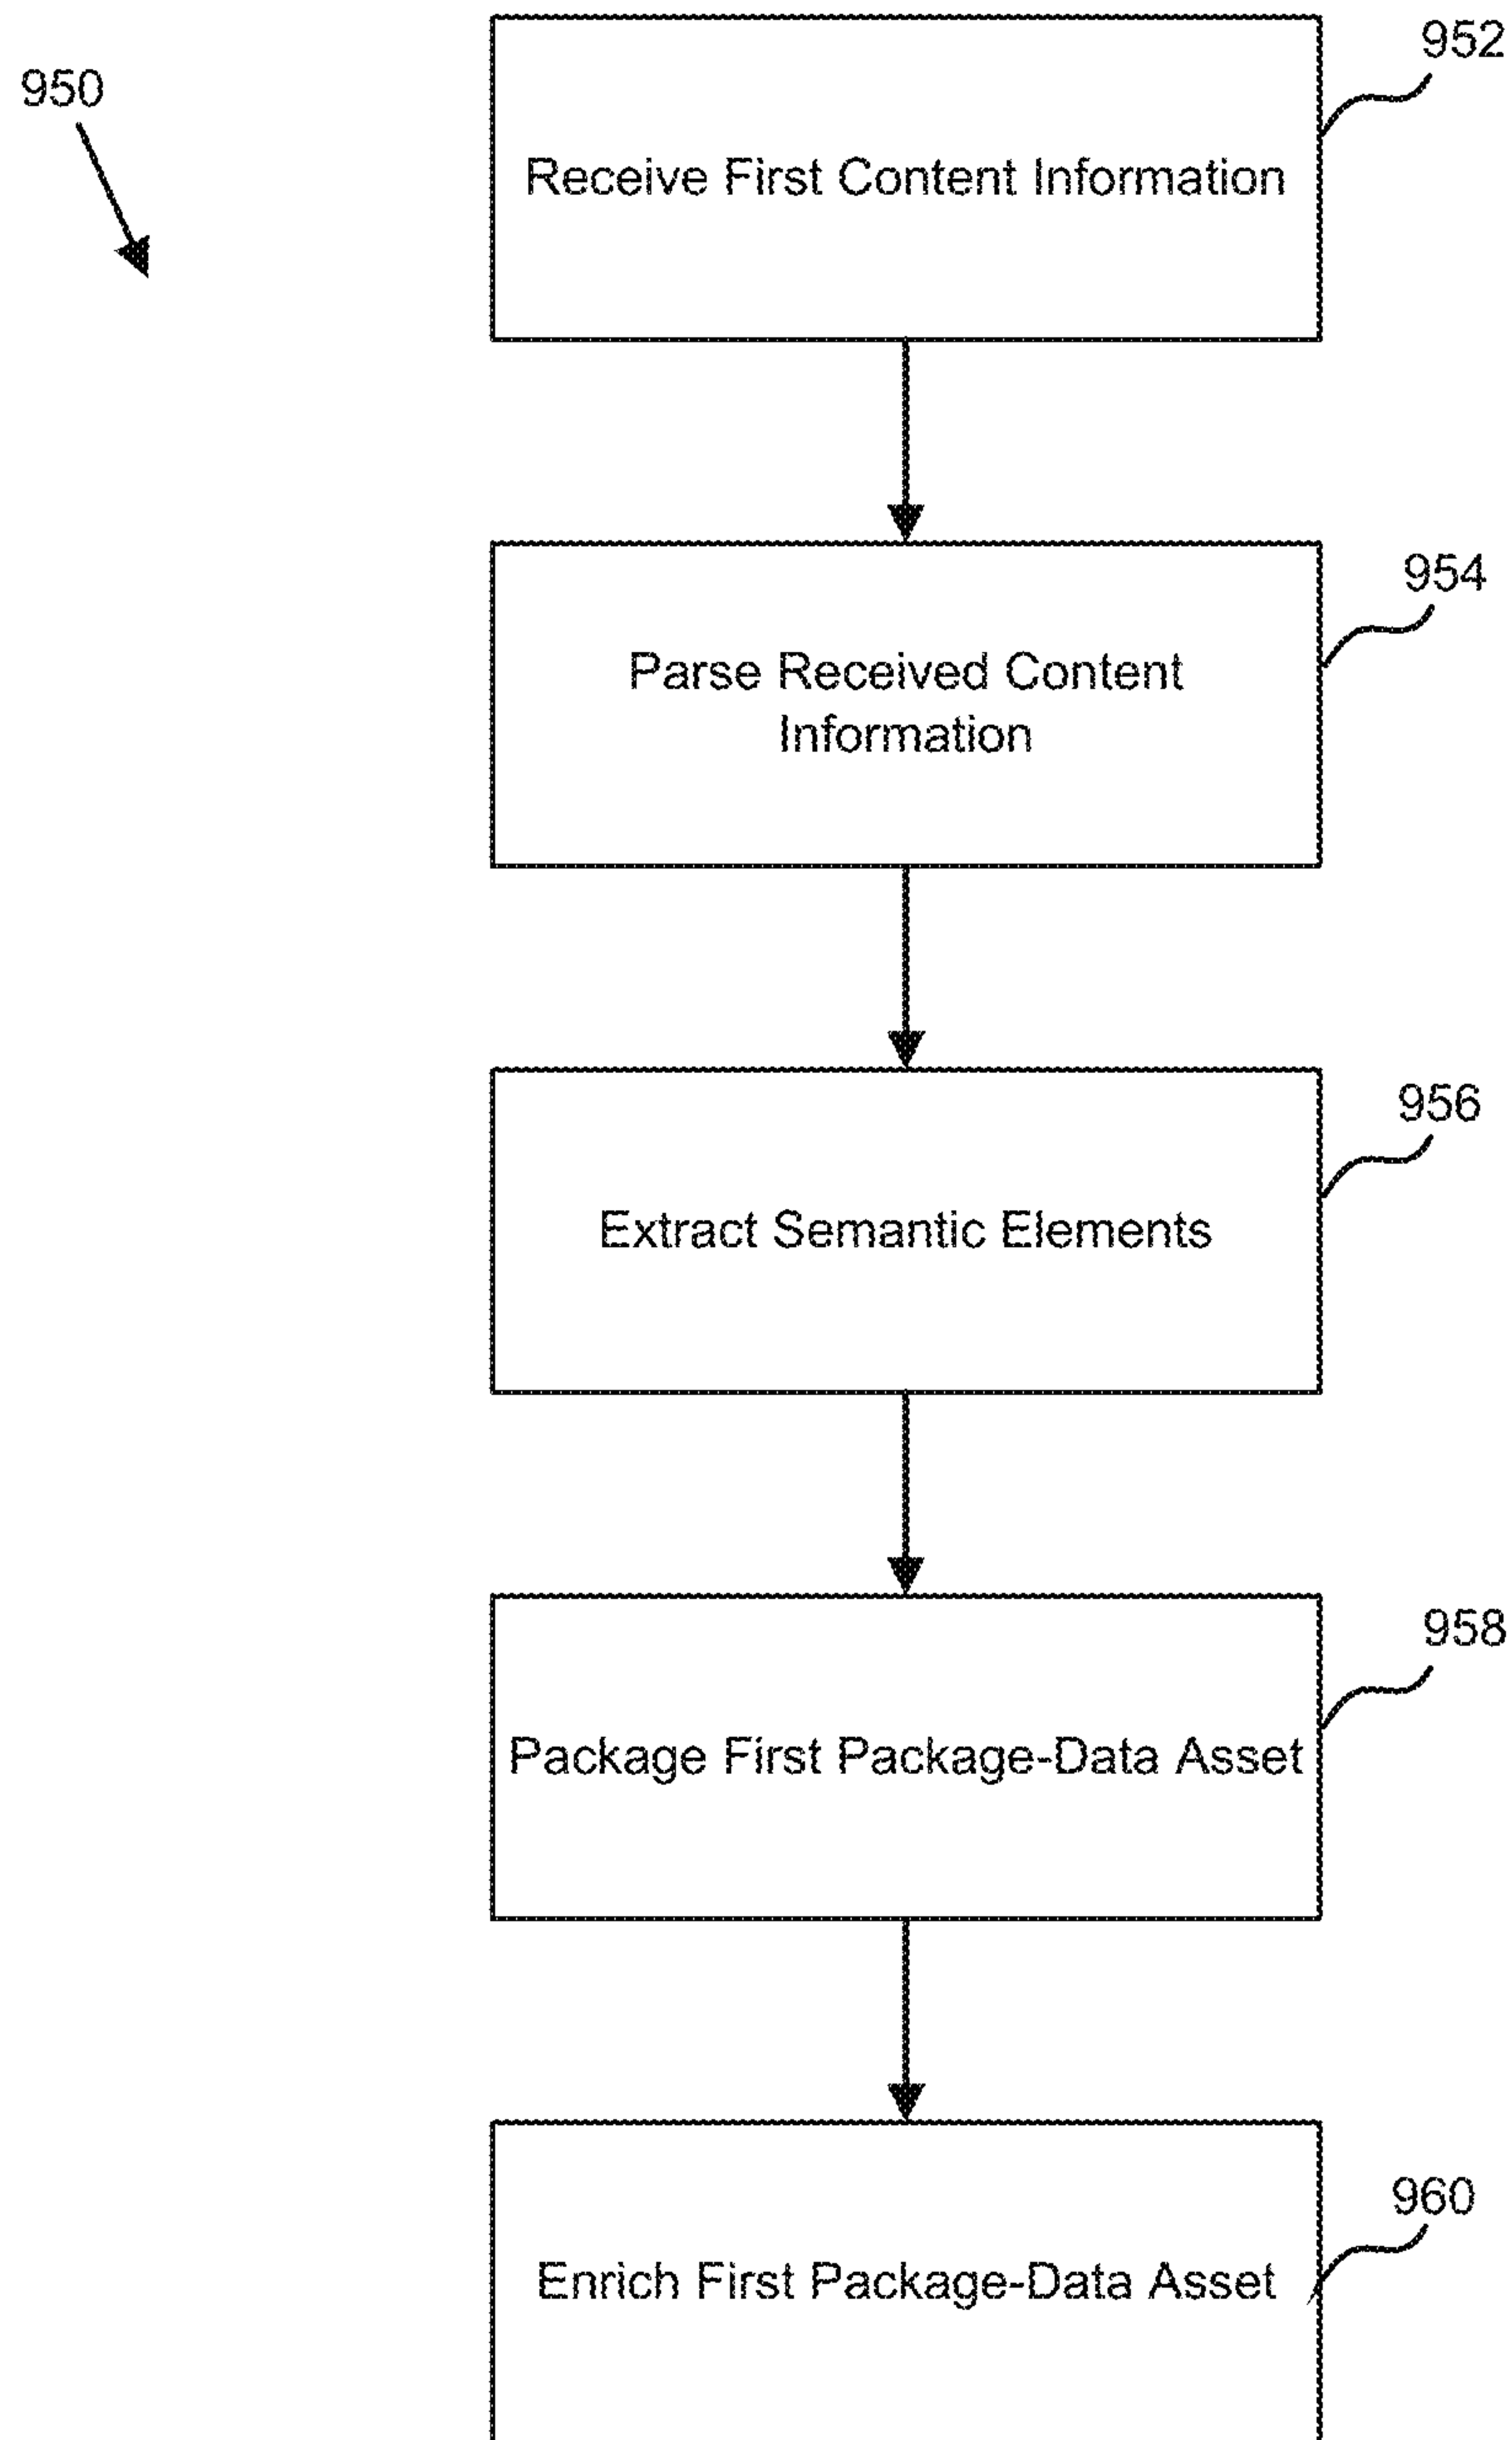 950
952
Receive First Content Information
954
Parse Received Content
Information
956
Extract Semantic Elements
958
Package First Package-Data Asset
960
Enrich First Package-Data Asset